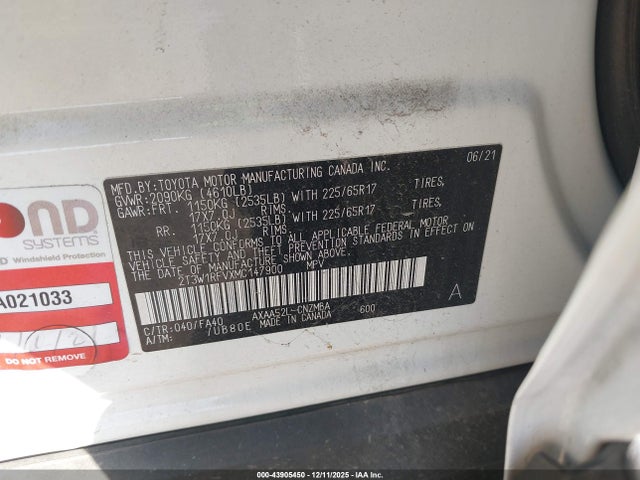 MFD.BY:TOYOTA MOTOR MANUFACTURING CANADA INC. 06/21
GVWR:2090KG (4610LB)
GAWR:FRT. 1150KG (2535LB) WITH 225/65R17 TIRES,
17X7.0J RIMS,
RR. 1150KG (2535LB) WITH 225/65R17 TIRES,
17X7.0J RIMS,
THIS VEHICLE CONFORMS TO ALL APPLICABLE FEDERAL MOTOR
VEHICLE SAFETY AND THEFT PREVENTION STANDARDS IN EFFECT ON
THE DATE OF MANUFACTURE SHOWN ABOVE.
2T3W1RFVXMC147900 MPV
A
C/TR:040/FA40 AXAA52L-CNZMBA 600
A/TM: /UB80E MADE IN CANADA
OND
SYSTEMS
Windshield Protection
A021033
DO NOT REMOVE
000-43905450 12/11/2025 IAAI.COM